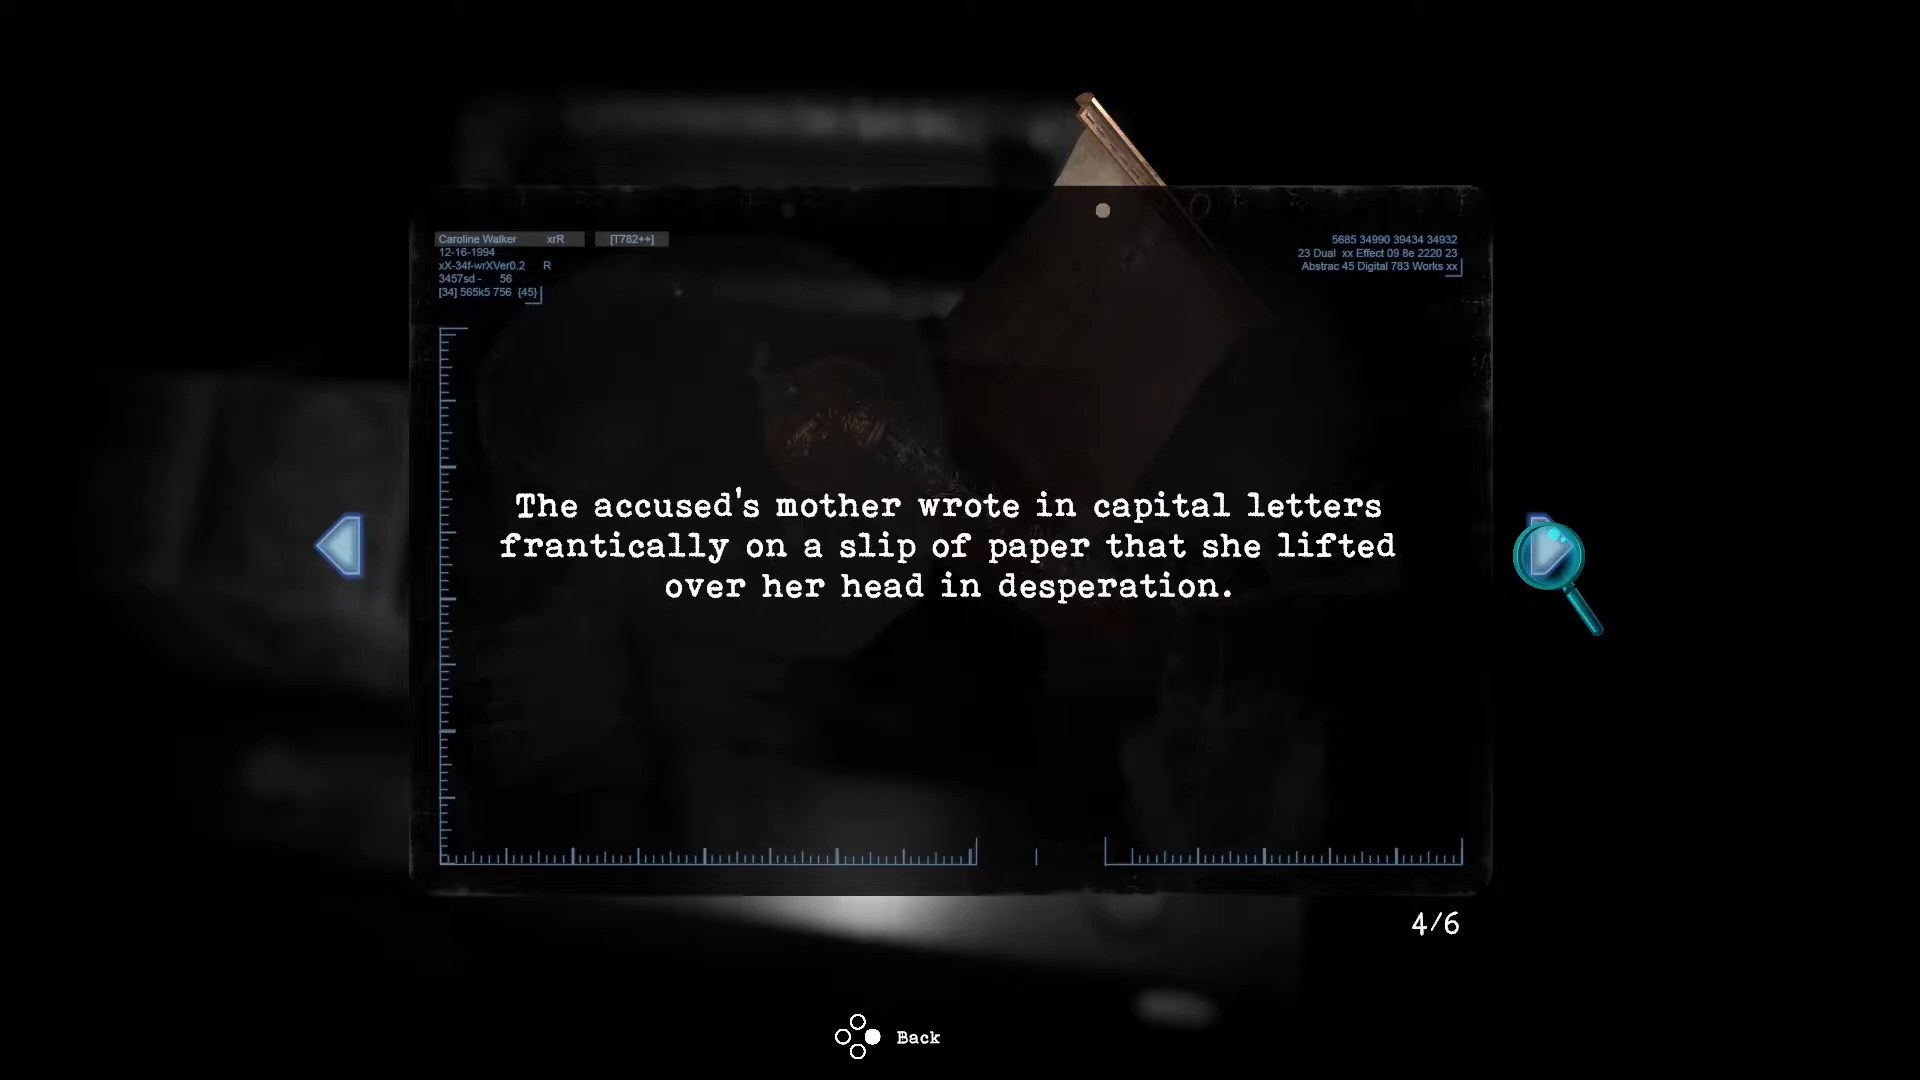 Caroline Walker xrR [T782++]
12-16-1994
xX-34f-wrXVer0.2 R
3457sd - 56
[34] 565k5 756 {45}
5685 34990 39434 34932
23 Dual xx Effect 09 8e 2220 23
Abstrac 45 Digital 783 Works xx
The accused's mother wrote in capital letters
frantically on a slip of paper that she lifted
over her head in desperation.
4/6
Back